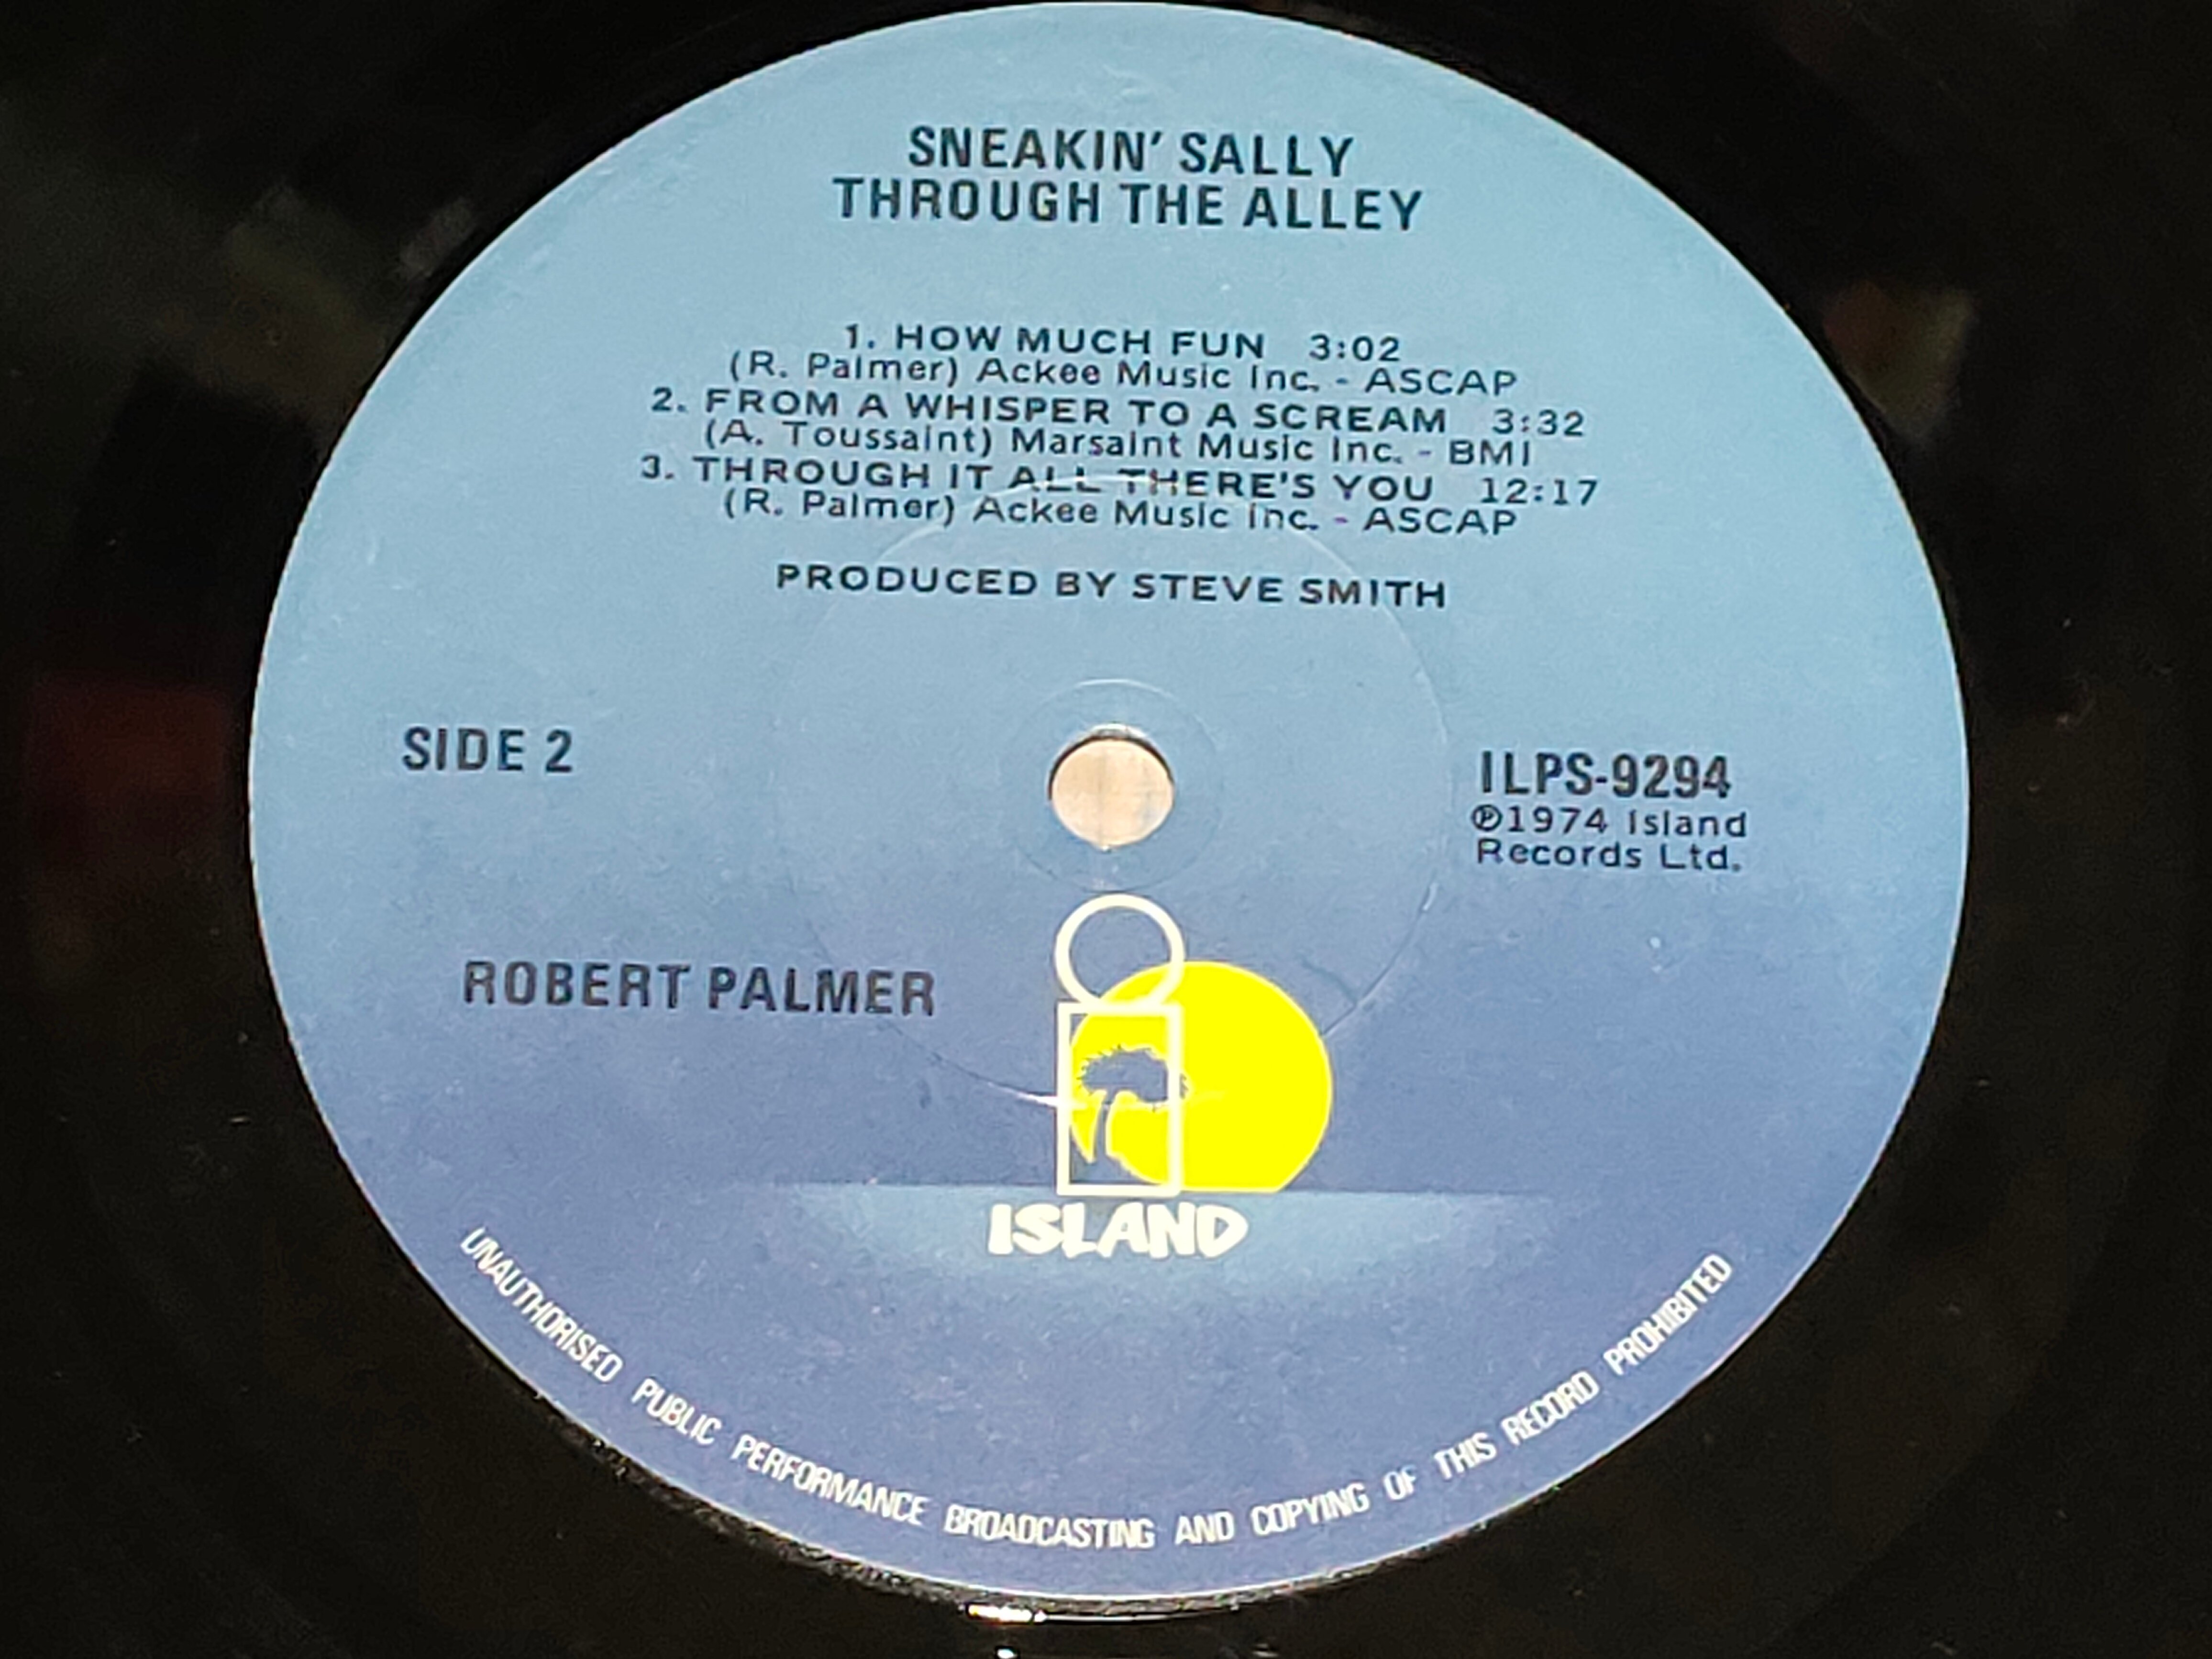 SNEAKIN' SALLY
THROUGH THE ALLEY
1. HOW MUCH FUN 3:02
(R. Palmer) Ackee Music Inc. - ASCAP
2. FROM A WHISPER TO A SCREAM 3:32
(A. Toussaint) Marsaint Music Inc. - BMI
3. THROUGH IT ALL THERE'S YOU 12:17
(R. Palmer) Ackee Music Inc. - ASCAP
PRODUCED BY STEVE SMITH
SIDE 2
ILPS-9294
℗1974 Island
Records Ltd.
ROBERT PALMER
ISLAND
UNAUTHORISED PUBLIC PERFORMANCE BROADCASTING AND COPYING OF THIS RECORD PROHIBITED